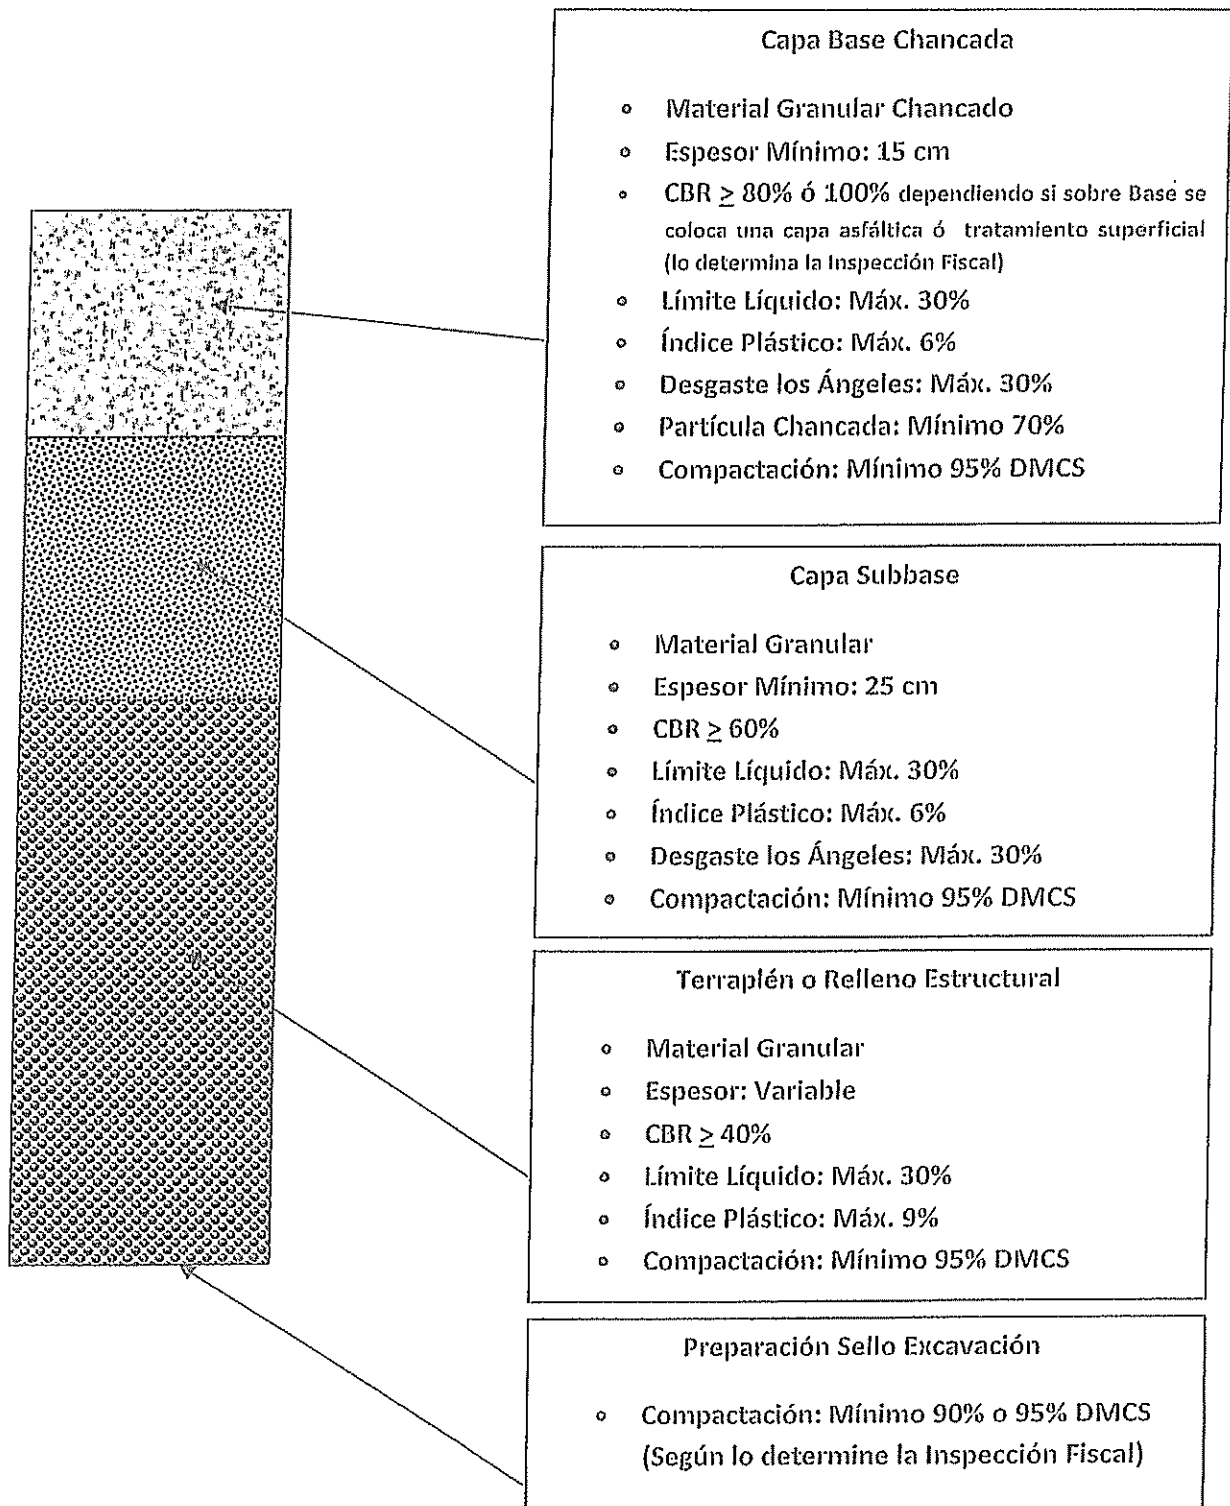 Capa Base Chancada
• Material Granular Chancado
• Espesor Mínimo: 15 cm
• CBR ≥ 80% ó 100% dependiendo si sobre Base se
coloca una capa asfáltica ó tratamiento superficial
(lo determina la Inspección Fiscal)
• Límite Líquido: Máx. 30%
• Índice Plástico: Máx. 6%
• Desgaste los Ángeles: Máx. 30%
• Partícula Chancada: Mínimo 70%
• Compactación: Mínimo 95% DMCS
Capa Subbase
• Material Granular
• Espesor Mínimo: 25 cm
• CBR ≥ 60%
• Límite Líquido: Máx. 30%
• Índice Plástico: Máx. 6%
• Desgaste los Ángeles: Máx. 30%
• Compactación: Mínimo 95% DMCS
Terraplén o Relleno Estructural
• Material Granular
• Espesor: Variable
• CBR ≥ 40%
• Límite Líquido: Máx. 30%
• Índice Plástico: Máx. 9%
• Compactación: Mínimo 95% DMCS
Preparación Sello Excavación
• Compactación: Mínimo 90% o 95% DMCS
(Según lo determine la Inspección Fiscal)